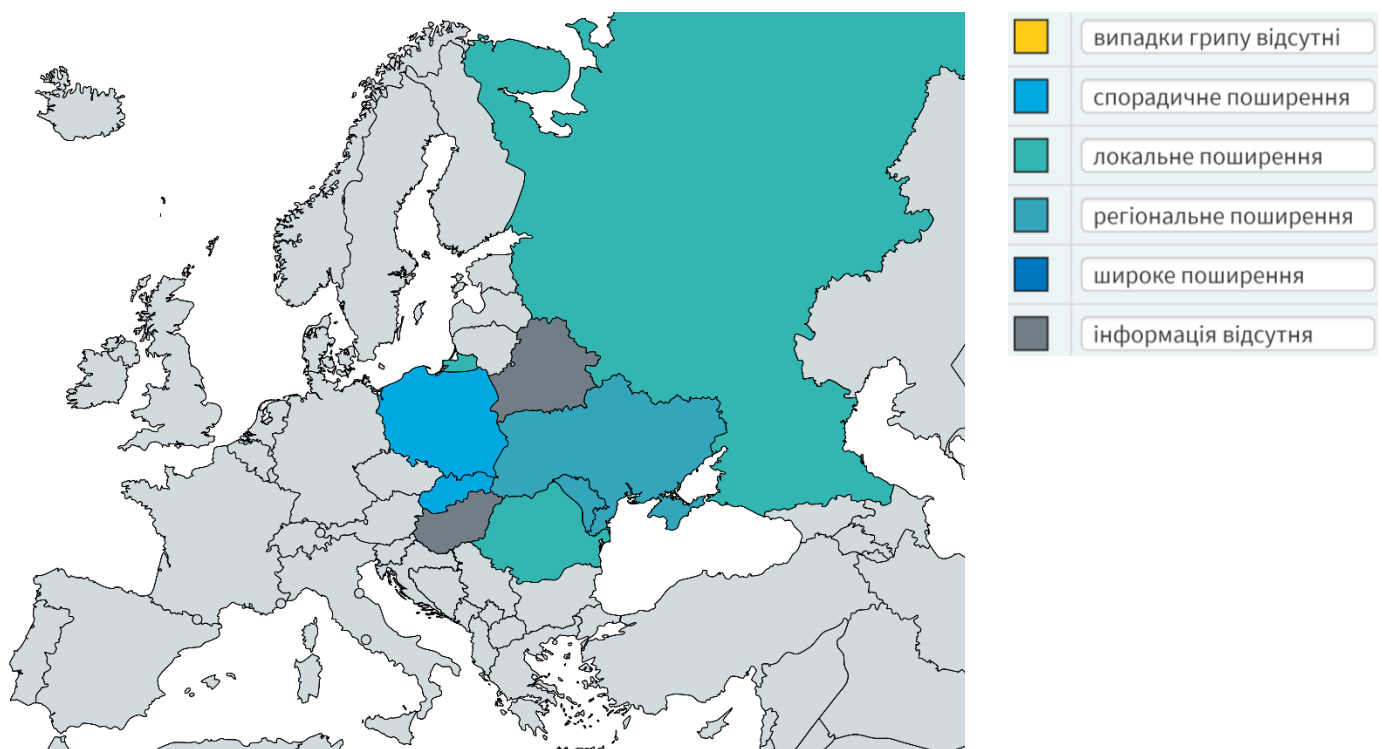 випадки грипу відсутні
спорадичне поширення
локальне поширення
регіональне поширення
широке поширення
інформація відсутня